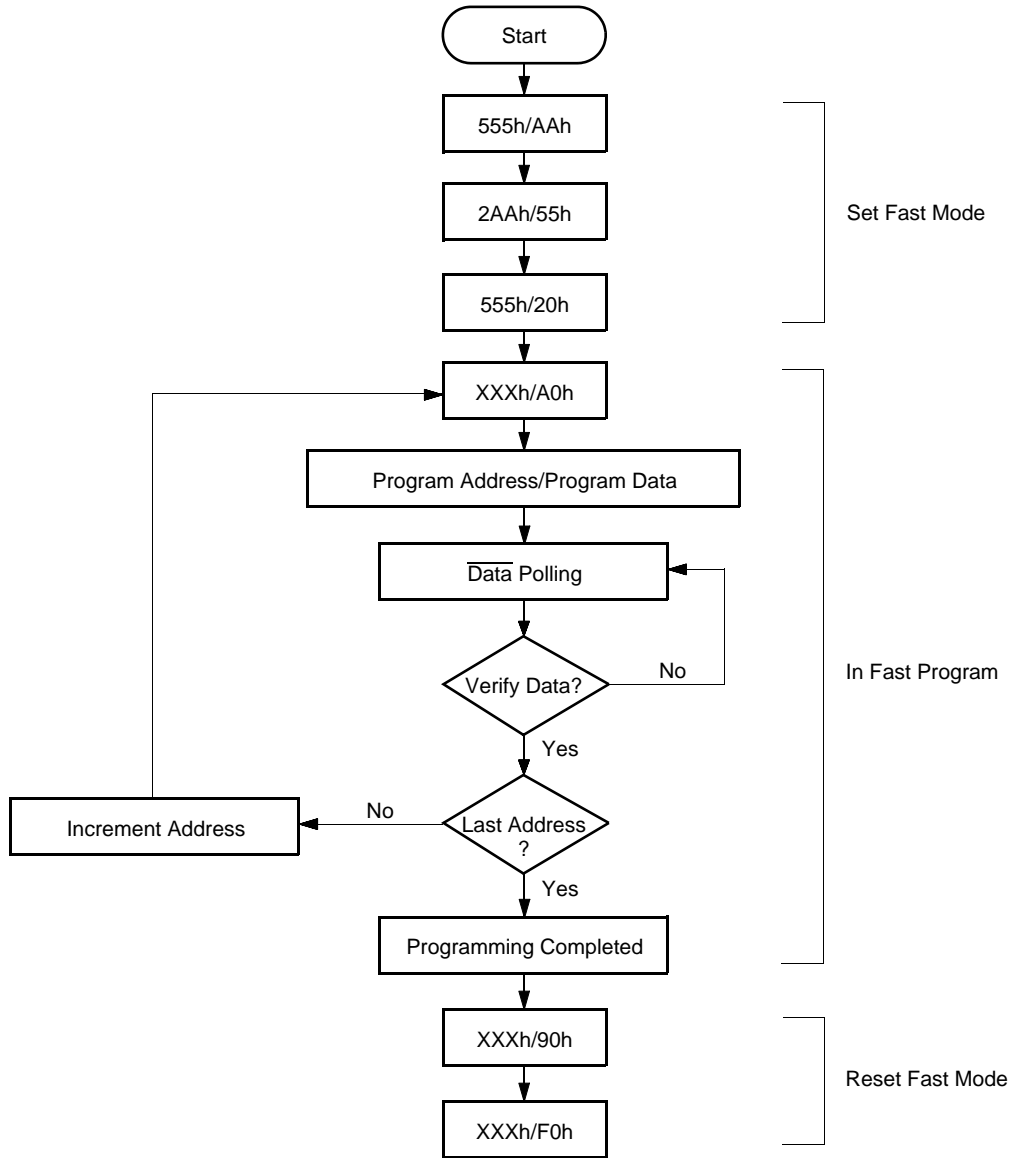 Start
555h/AAh
2AAh/55h
Set Fast Mode
555h/20h
XXXh/A0h
Program Address/Program Data
Data Polling
Verify Data?
No
In Fast Program
Yes
Increment Address
No
Last Address
?
Yes
Programming Completed
XXXh/90h
Reset Fast Mode
XXXh/F0h